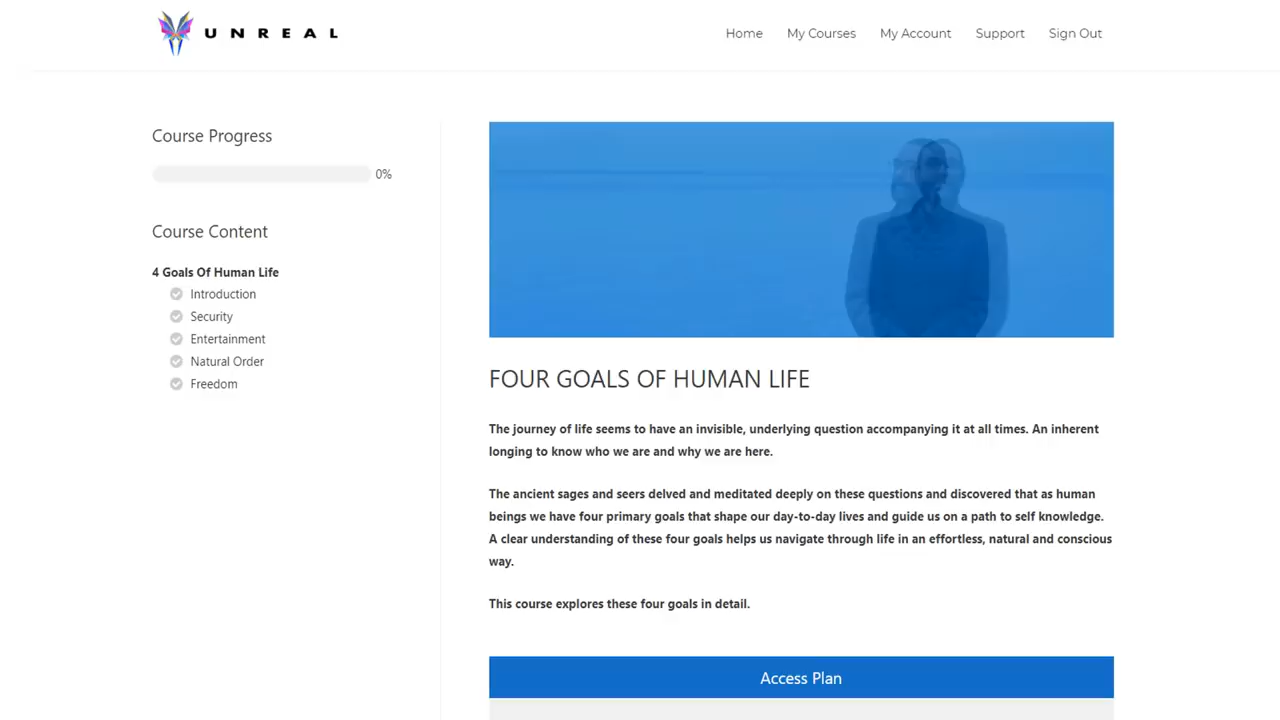 UNREAL
Home My Courses My Account Support Sign Out
Course Progress
0%
Course Content
4 Goals Of Human Life
Introduction
Security
Entertainment
Natural Order
Freedom
FOUR GOALS OF HUMAN LIFE
The journey of life seems to have an invisible, underlying question accompanying it at all times. An inherent
longing to know who we are and why we are here.
The ancient sages and seers delved and meditated deeply on these questions and discovered that as human
beings we have four primary goals that shape our day-to-day lives and guide us on a path to self knowledge.
A clear understanding of these four goals helps us navigate through life in an effortless, natural and conscious
way.
This course explores these four goals in detail.
Access Plan